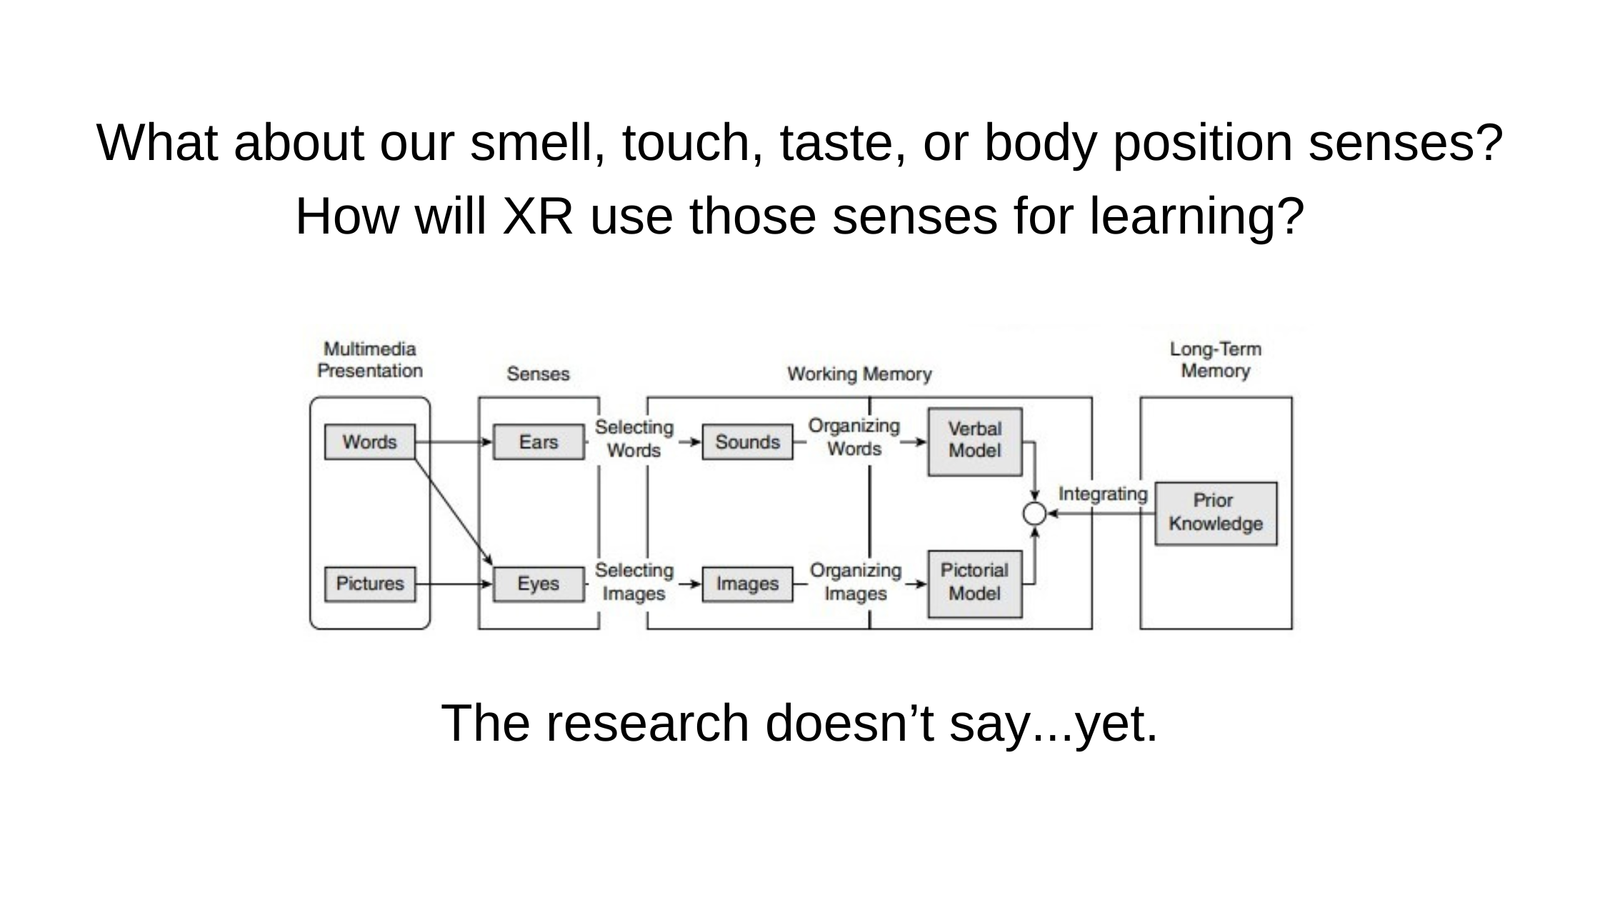 What about our smell, touch, taste, or body position senses?
How will XR use those senses for learning?
Multimedia
Presentation
Senses
Working Memory
Long-Term
Memory
Words
Ears
Selecting
Words
Sounds
Organizing
Words
Verbal
Model
Integrating
Prior
Knowledge
Pictures
Eyes
Selecting
Images
Images
Organizing
Images
Pictorial
Model
The research doesn’t say...yet.